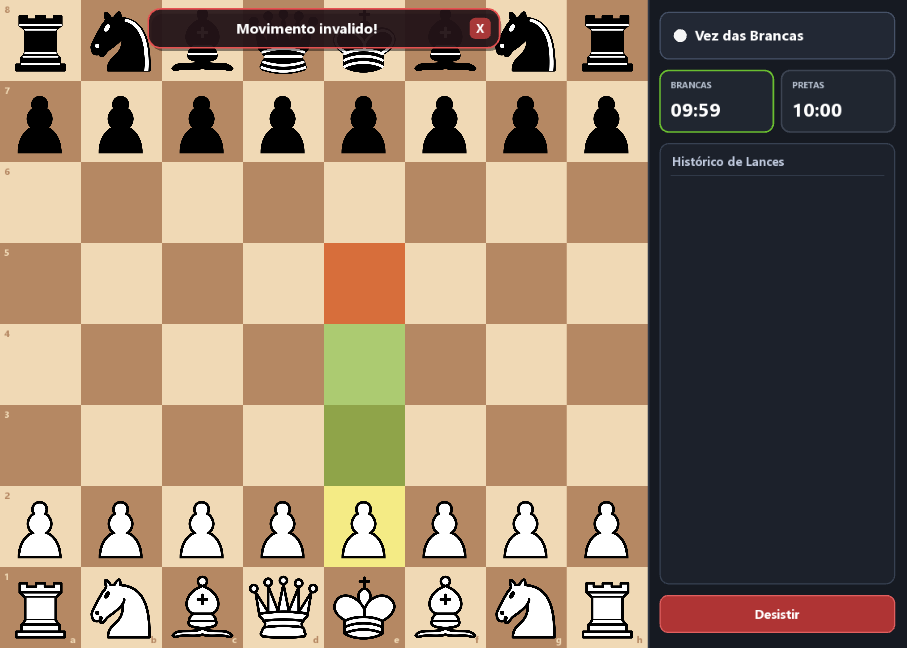 8
Movimento invalido!
X
Vez das Brancas
7
BRANCAS
09:59
PRETAS
10:00
Histórico de Lances
6
5
4
3
2
1
a
b
c
d
e
f
g
h
Desistir